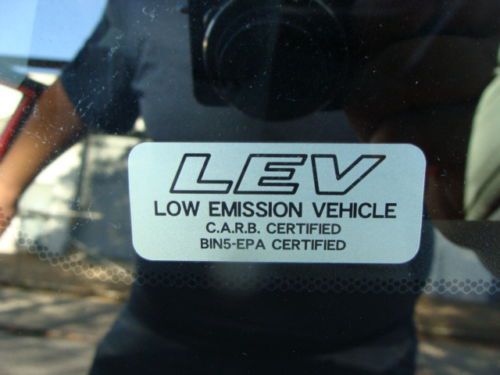 LEV
LOW EMISSION VEHICLE
C.A.R.B. CERTIFIED
BIN5-EPA CERTIFIED